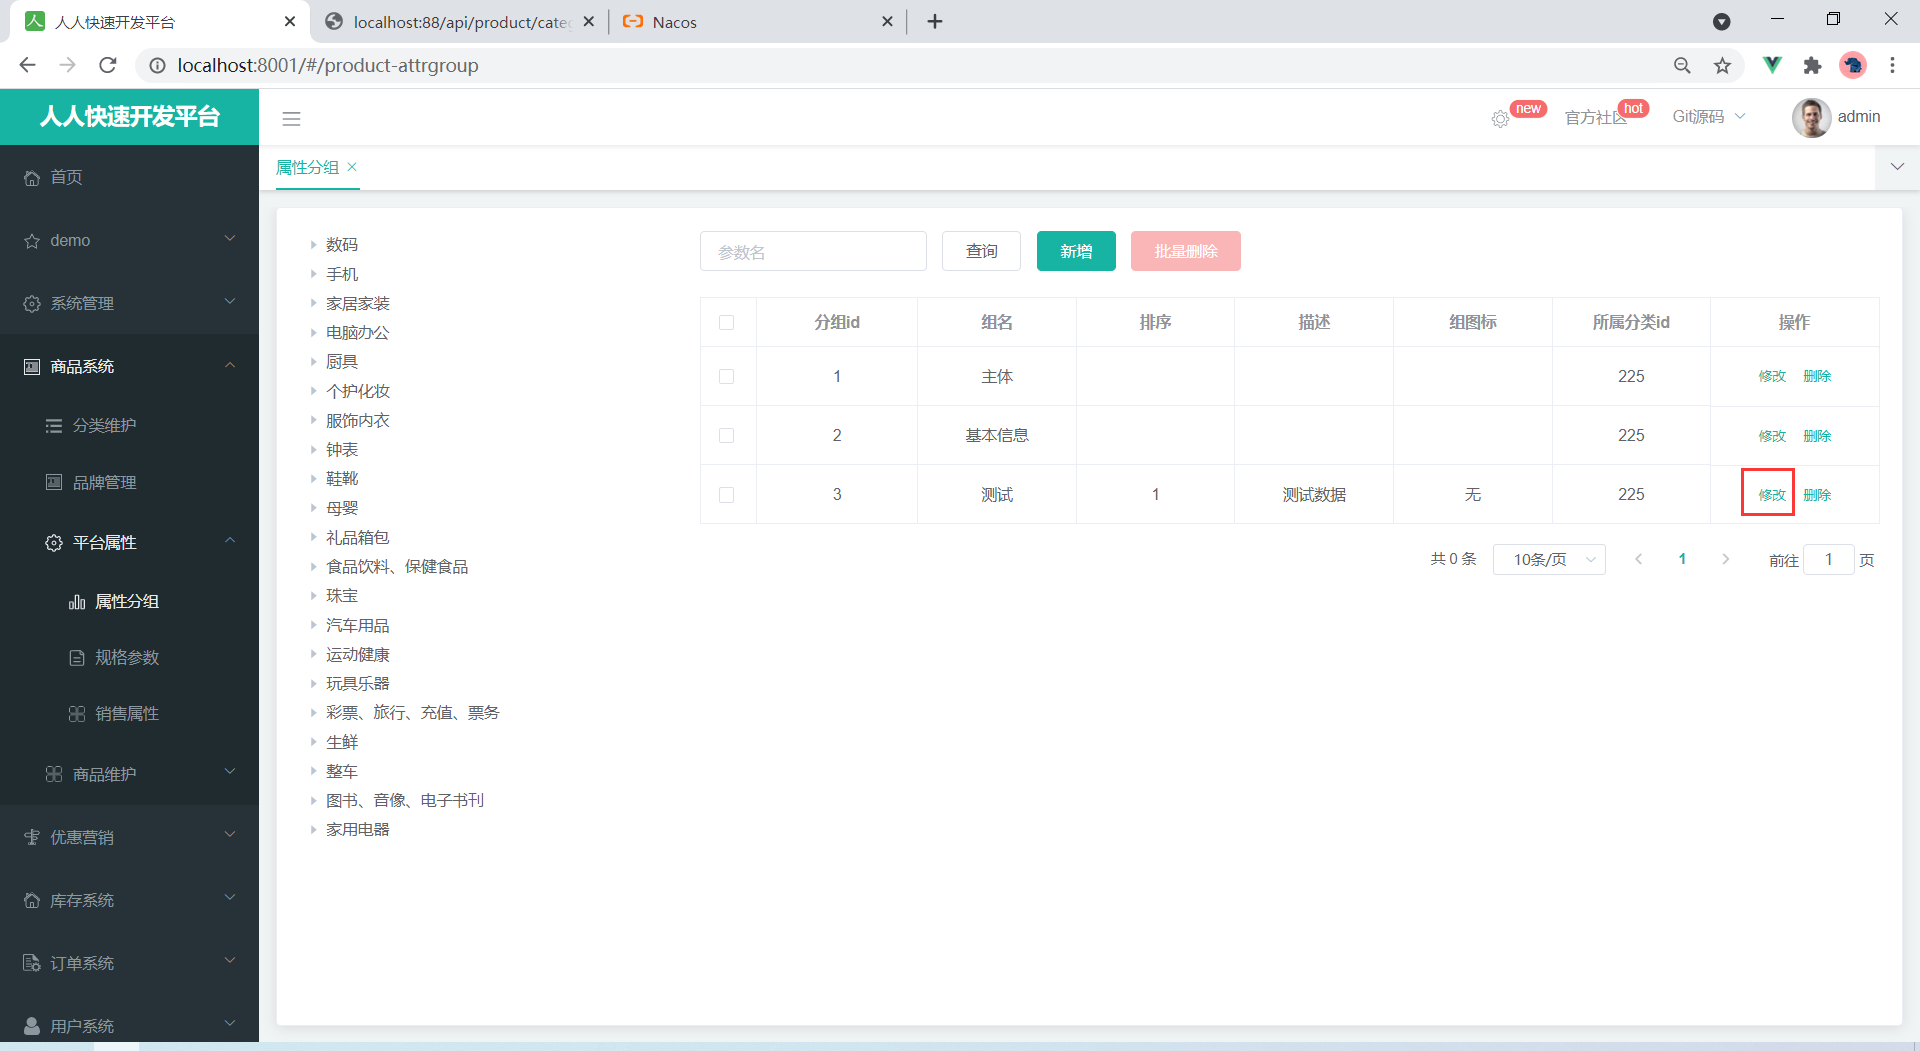 人人快速开发平台
localhost:88/api/product/cate
Nacos
localhost:8001/#/product-attrgroup
人人快速开发平台
new
官方社区
hot
Git源码
admin
首页
demo
系统管理
商品系统
分类维护
品牌管理
平台属性
属性分组
规格参数
销售属性
商品维护
优惠营销
库存系统
订单系统
用户系统
属性分组
数码
手机
家居家装
电脑办公
厨具
个护化妆
服饰内衣
钟表
鞋靴
母婴
礼品箱包
食品饮料、保健食品
珠宝
汽车用品
运动健康
玩具乐器
彩票、旅行、充值、票务
生鲜
整车
图书、音像、电子书刊
家用电器
参数名 查询 新增 批量删除
分组id 组名 排序 描述 组图标 所属分类id 操作
1 主体 225 修改 删除
2 基本信息 225 修改 删除
3 测试 1 测试数据 无 225 修改 删除
共 0 条 10条/页 1 前往 1 页